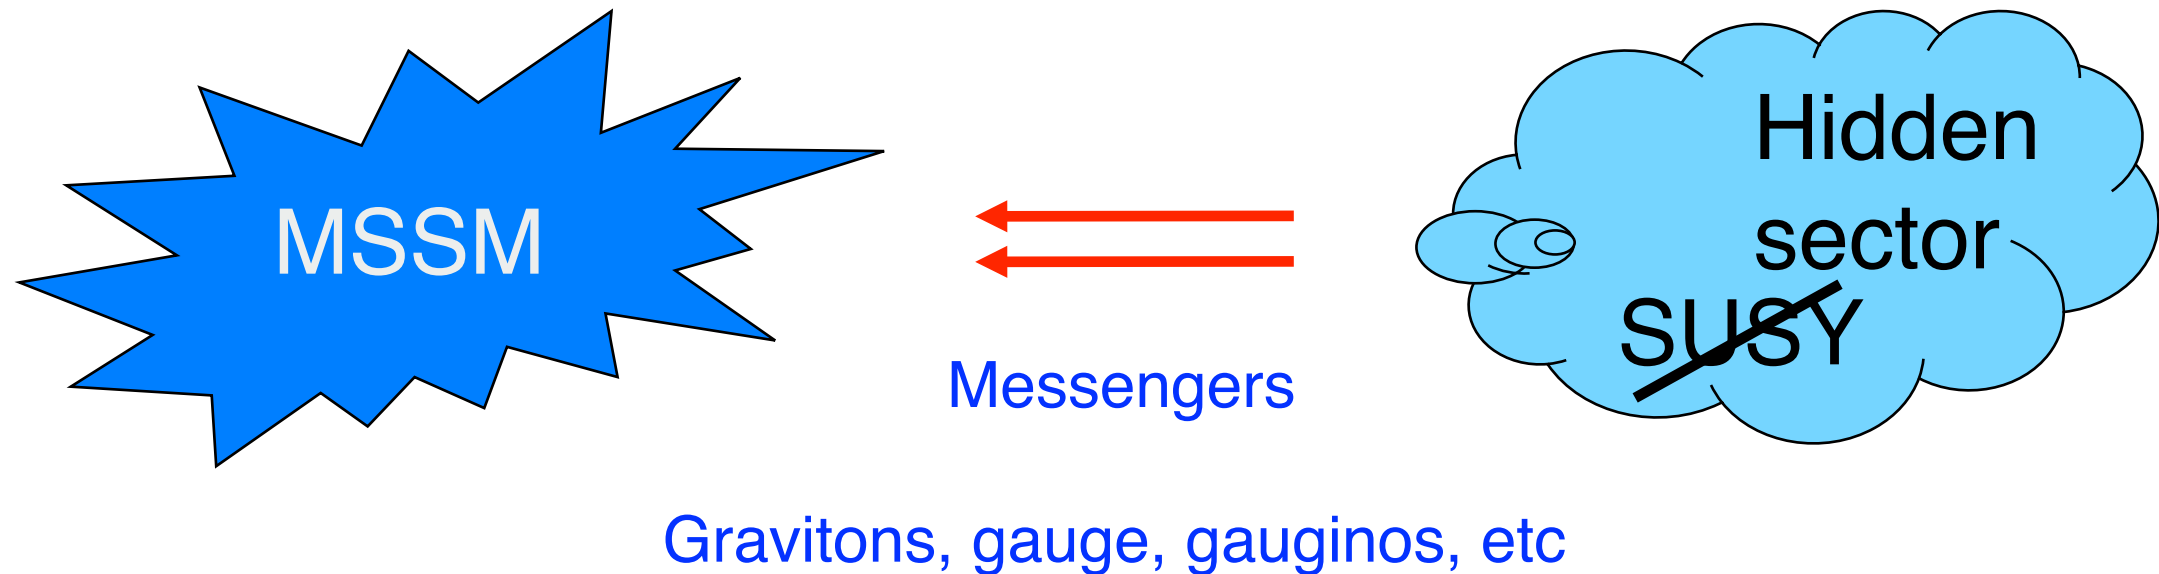 MSSM
Hidden
sector
SUSY
Messengers
Gravitons, gauge, gauginos, etc